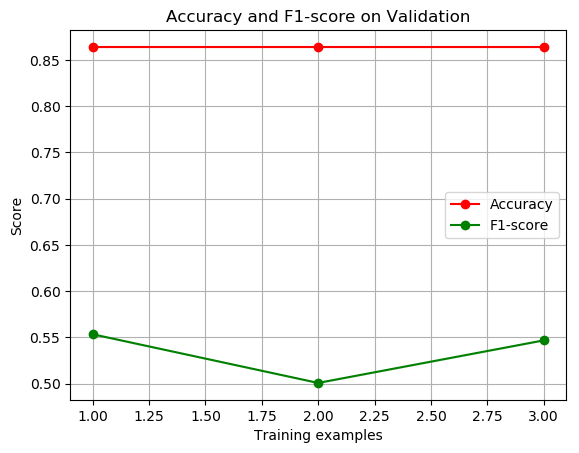 Accuracy and F1-score on Validation
Score
0.85
0.80
0.75
0.70
0.65
0.60
0.55
0.50
Accuracy
F1-score
1.00 1.25 1.50 1.75 2.00 2.25 2.50 2.75 3.00
Training examples